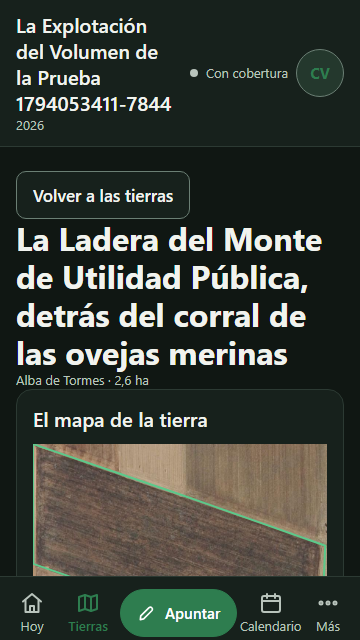 La Explotación
del Volumen de
la Prueba
1794053411-7844
2026
Con cobertura
CV
Volver a las tierras
La Ladera del Monte
de Utilidad Pública,
detrás del corral de
las ovejas merinas
Alba de Tormes · 2,6 ha
El mapa de la tierra
Hoy
Tierras
Apuntar
Calendario
Más